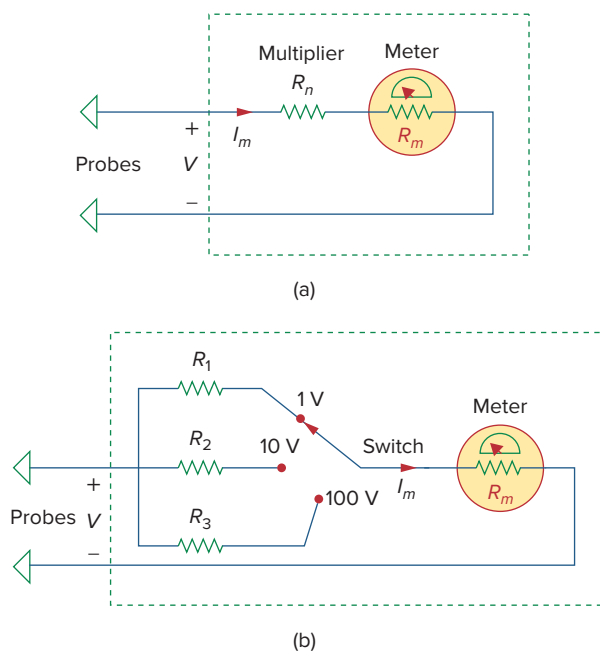 Multiplier Meter
Rn
+
Im
Rm
Probes V
−
(a)
R1
1 V
Meter
R2
10 V
Switch
+
Im
Rm
100 V
Probes V
R3
−
(b)